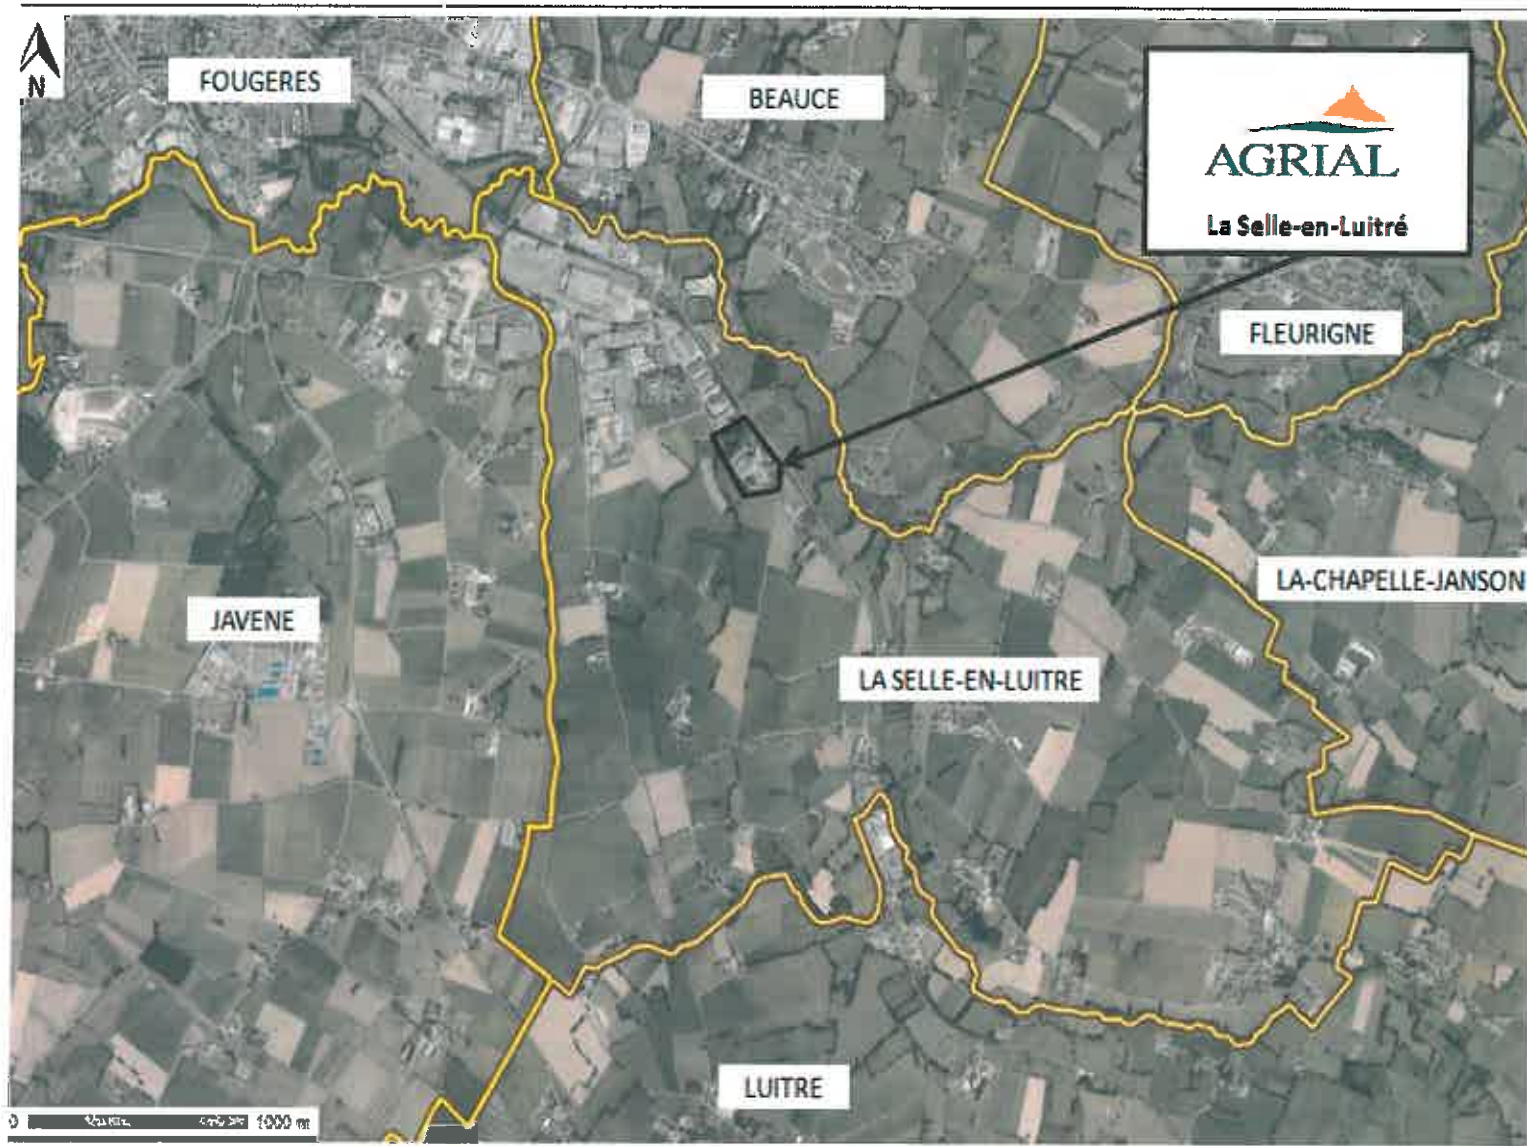 N
FOUGERES
BEAUCE
AGRIAL
La Selle-en-Luitré
FLEURIGNE
LA-CHAPELLE-JANSON
JAVENE
LA SELLE-EN-LUITRE
LUITRE
0
1000 m